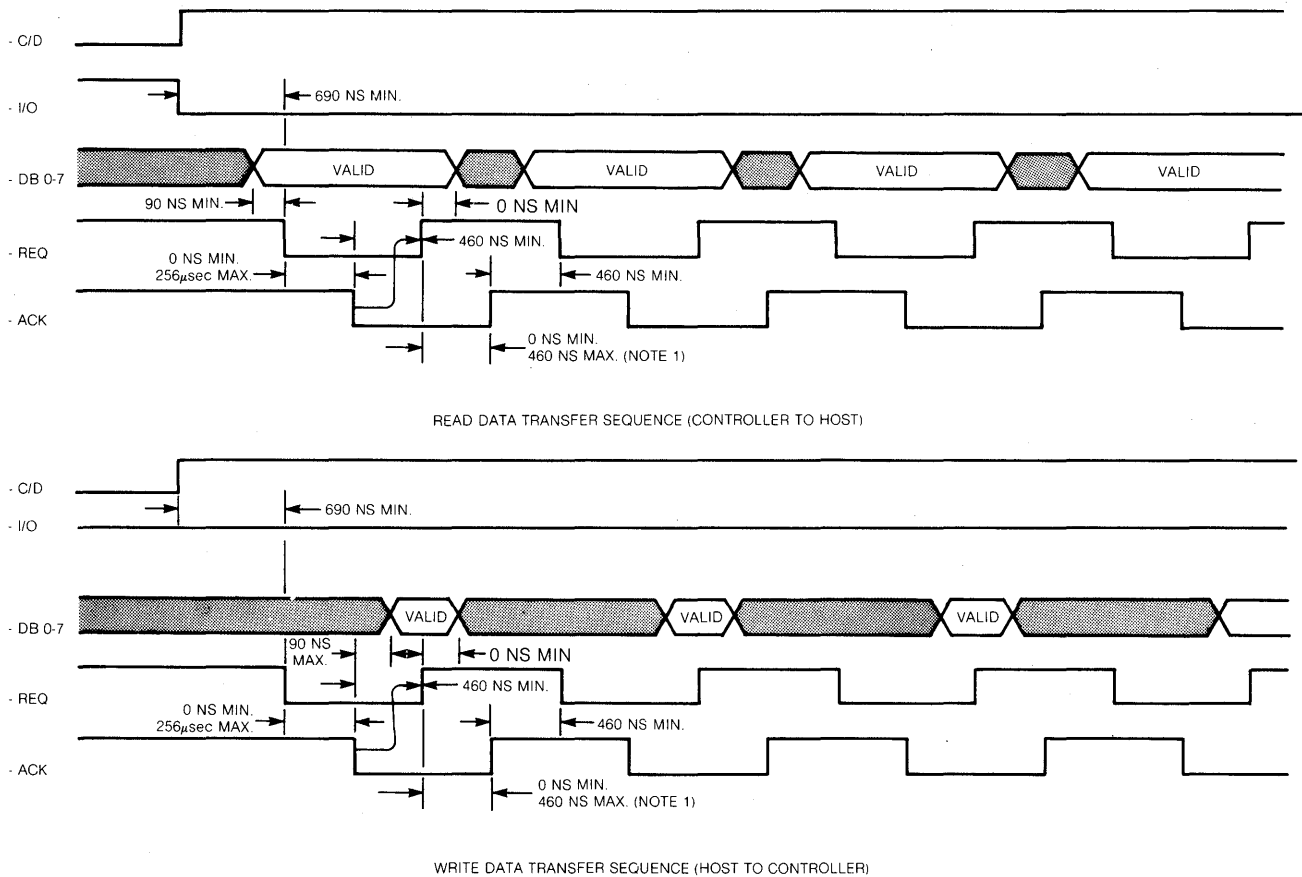 - C/D
- I/O
690 NS MIN.
- DB 0-7
VALID
VALID
VALID
VALID
90 NS MIN.
0 NS MIN
- REQ
460 NS MIN.
0 NS MIN.
256μsec MAX.
460 NS MIN.
- ACK
0 NS MIN.
460 NS MAX. (NOTE 1)
READ DATA TRANSFER SEQUENCE (CONTROLLER TO HOST)
- C/D
690 NS MIN.
- I/O
- DB 0-7
VALID
VALID
VALID
90 NS
MAX.
0 NS MIN
- REQ
460 NS MIN.
0 NS MIN.
256μsec MAX.
460 NS MIN.
- ACK
0 NS MIN.
460 NS MAX. (NOTE 1)
WRITE DATA TRANSFER SEQUENCE (HOST TO CONTROLLER)